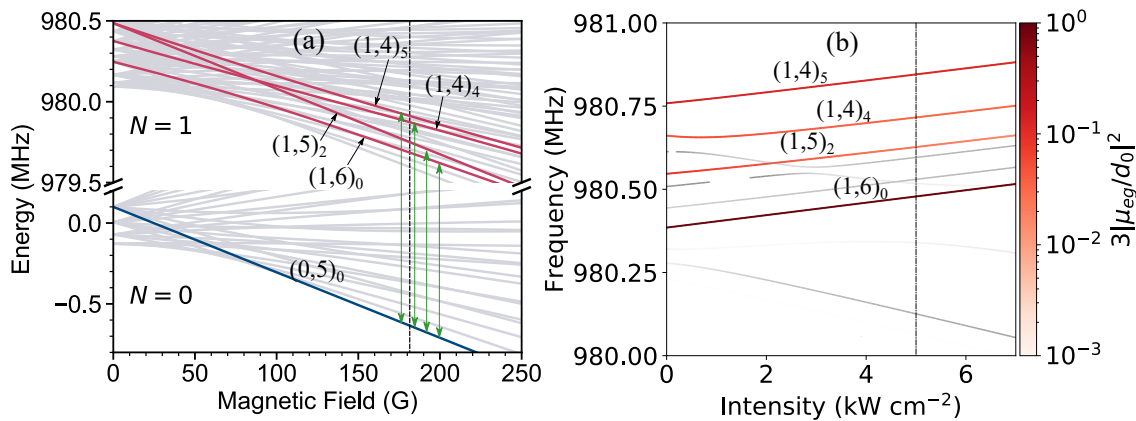 (a)
980.5
980.0
979.5
0.0
−0.5
Energy (MHz)
N = 1
N = 0
(1,4)₅
(1,4)₄
(1,5)₂
(1,6)₀
(0,5)₀
0 50 100 150 200 250
Magnetic Field (G)
(b)
981.00
980.75
980.50
980.25
980.00
Frequency (MHz)
(1,4)₅
(1,4)₄
(1,5)₂
(1,6)₀
0 2 4 6
Intensity (kW cm⁻²)
10⁰
10⁻¹
10⁻²
10⁻³
3|μ_eg/d₀|²